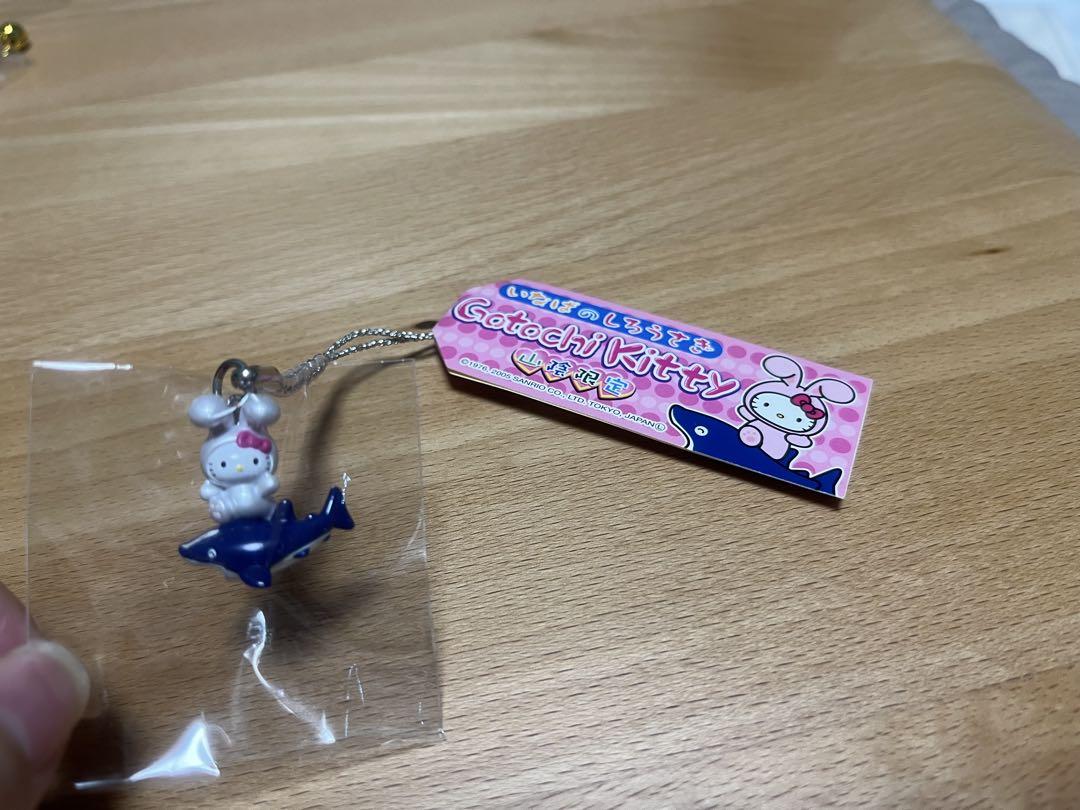 いなばのしろうさぎ
Gotochi Kitty
山陰限定
©1976, 2005 SANRIO CO., LTD. TOKYO, JAPAN Ⓛ